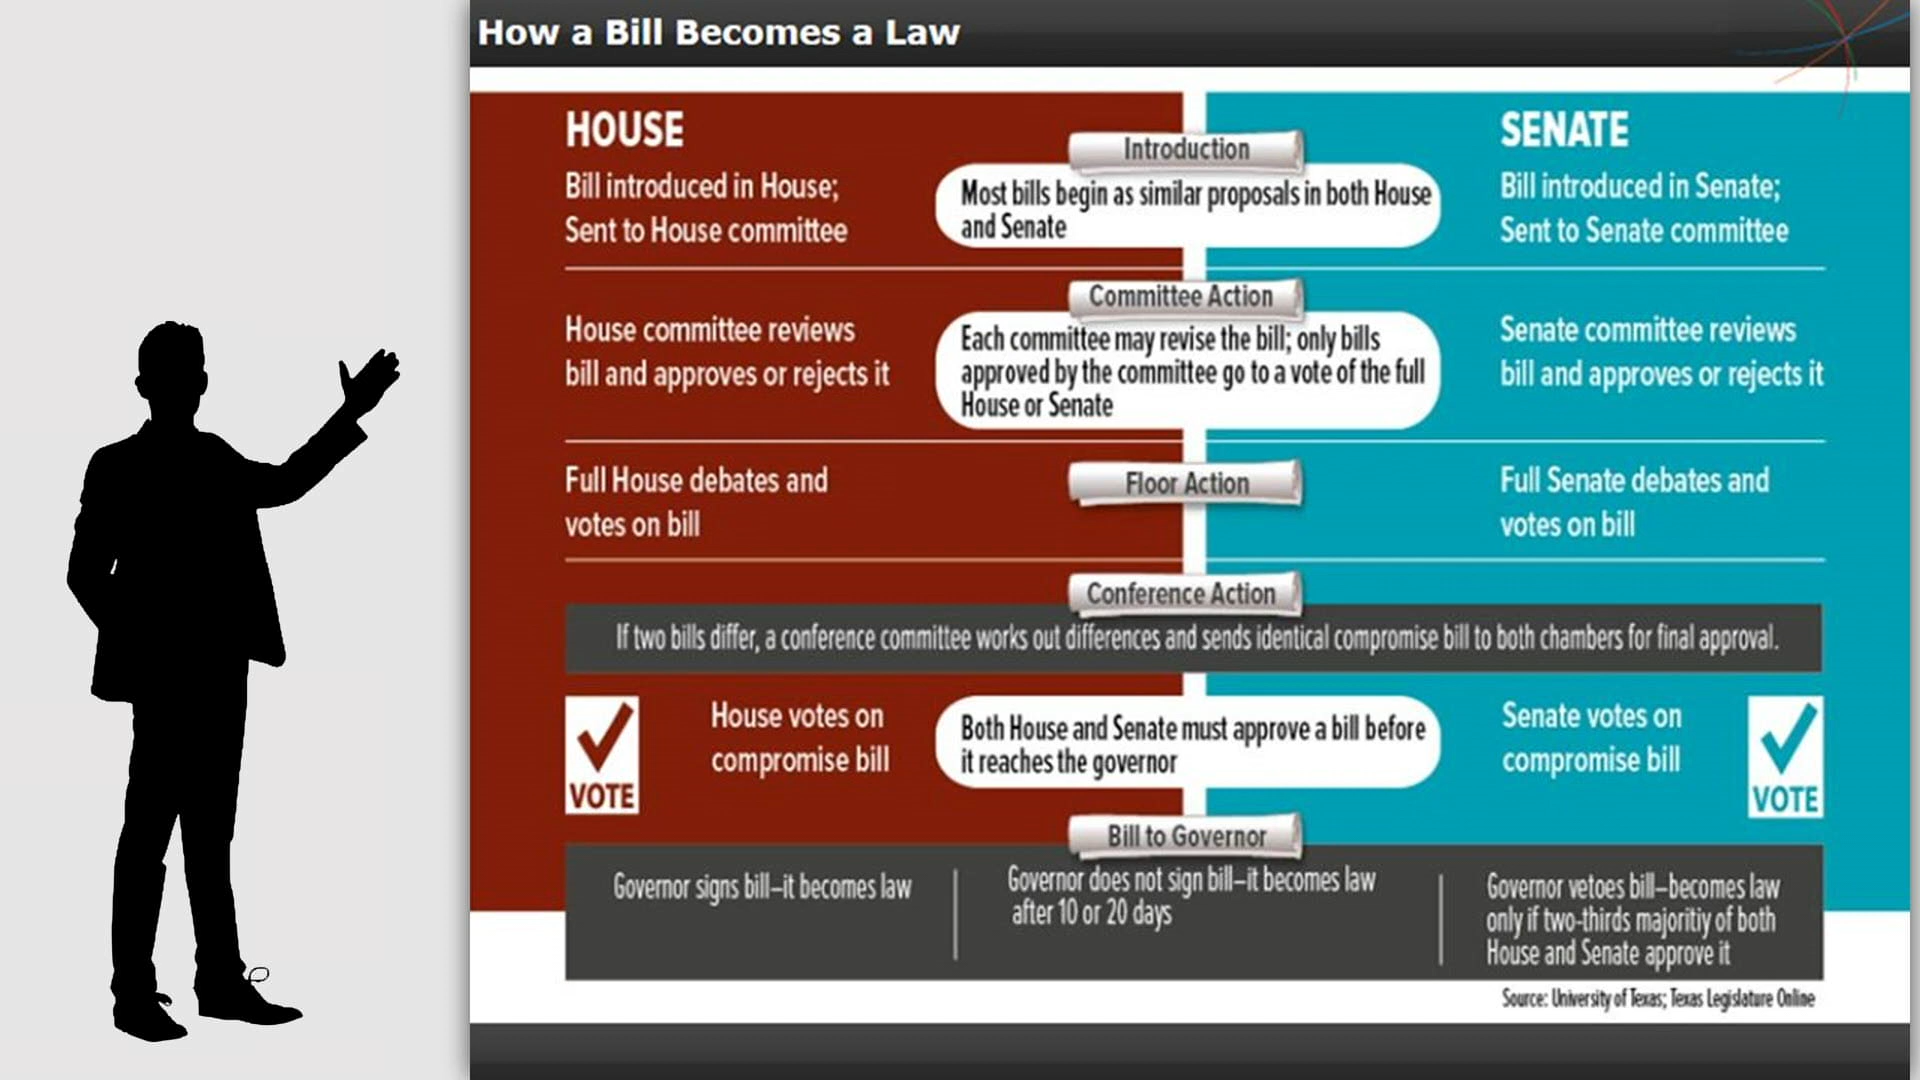 How a Bill Becomes a Law
HOUSE
Bill introduced in House;
Sent to House committee
Introduction
Most bills begin as similar proposals in both House
and Senate
SENATE
Bill introduced in Senate;
Sent to Senate committee
House committee reviews
bill and approves or rejects it
Committee Action
Each committee may revise the bill; only bills
approved by the committee go to a vote of the full
House or Senate
Senate committee reviews
bill and approves or rejects it
Full House debates and
votes on bill
Floor Action
Full Senate debates and
votes on bill
Conference Action
If two bills differ, a conference committee works out differences and sends identical compromise bill to both chambers for final approval.
VOTE
House votes on
compromise bill
Both House and Senate must approve a bill before
it reaches the governor
Senate votes on
compromise bill
VOTE
Bill to Governor
Governor signs bill–it becomes law
Governor does not sign bill–it becomes law
after 10 or 20 days
Governor vetoes bill–becomes law
only if two-thirds majoritiy of both
House and Senate approve it
Source: University of Texas; Texas Legislature Online